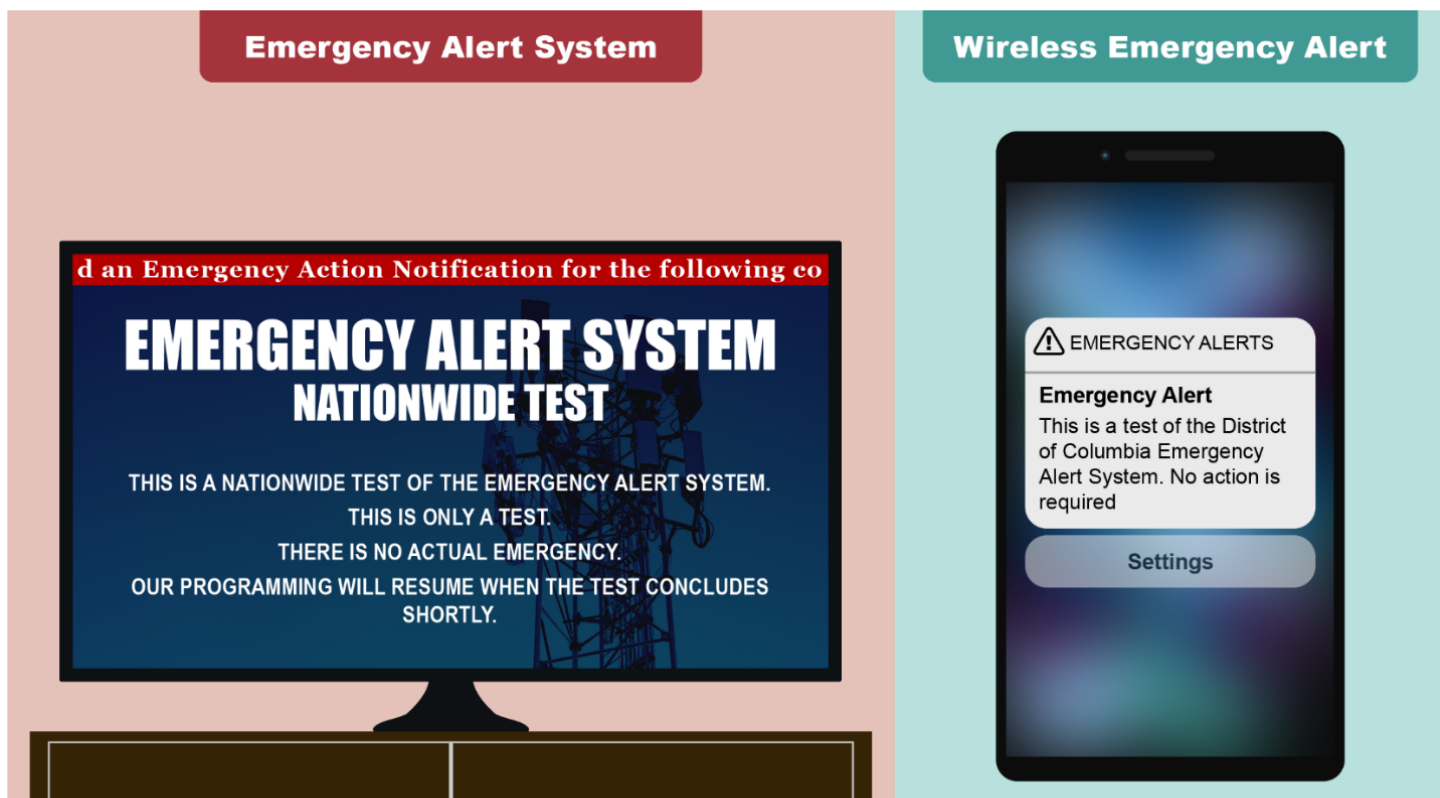 Emergency Alert System
d an Emergency Action Notification for the following co
EMERGENCY ALERT SYSTEM
NATIONWIDE TEST
THIS IS A NATIONWIDE TEST OF THE EMERGENCY ALERT SYSTEM.
THIS IS ONLY A TEST.
THERE IS NO ACTUAL EMERGENCY.
OUR PROGRAMMING WILL RESUME WHEN THE TEST CONCLUDES
SHORTLY.
Wireless Emergency Alert
EMERGENCY ALERTS
Emergency Alert
This is a test of the District
of Columbia Emergency
Alert System. No action is
required
Settings